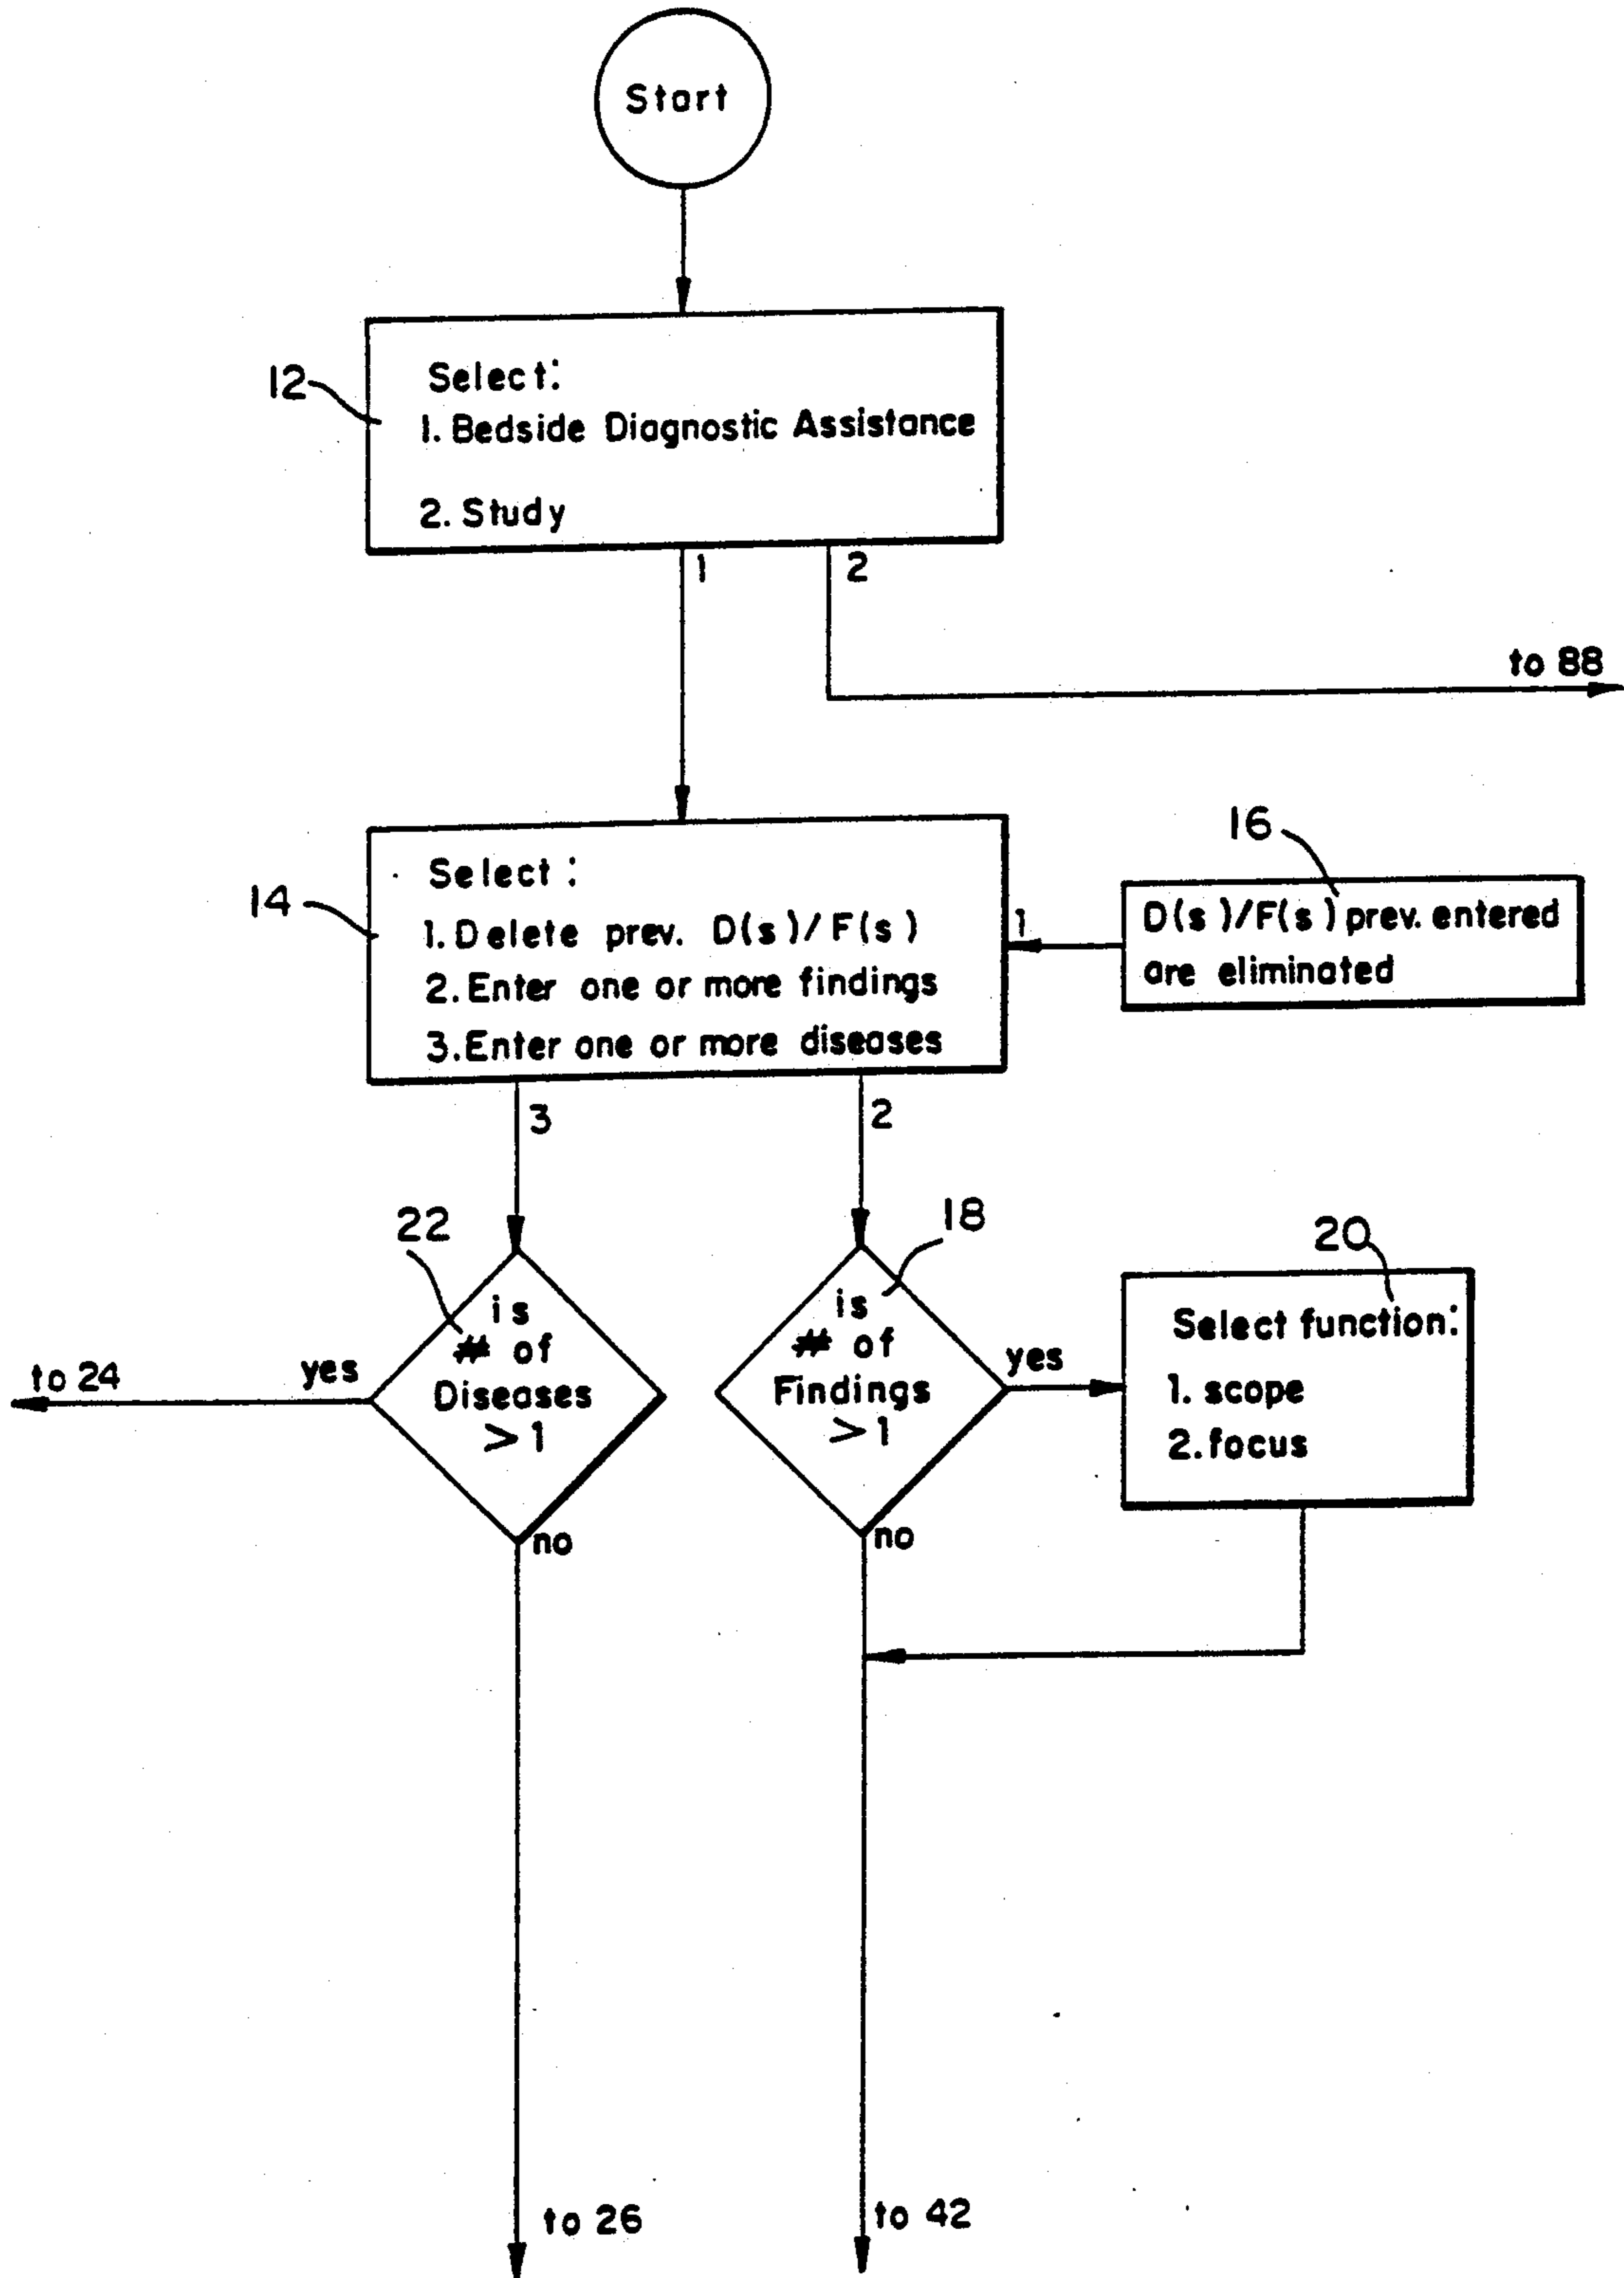 Start
12
Select:
1. Bedside Diagnostic Assistance
2. Study
1
2
to 88
14
Select:
1. Delete prev. D(s)/F(s)
2. Enter one or more findings
3. Enter one or more diseases
1
16
D(s)/F(s) prev. entered
are eliminated
3
2
22
is
# of
Diseases
> 1
yes
to 24
no
18
is
# of
Findings
> 1
yes
no
20
Select function:
1. scope
2. focus
to 26
to 42